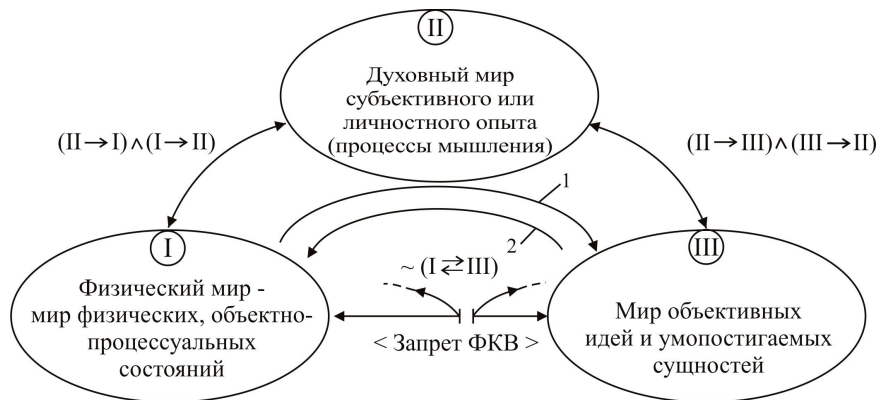 II
Духовный мир
субъективного или
личностного опыта
(процессы мышления)
(II→I)∧(I→II)
(II→III)∧(III→II)
1
2
I
Физический мир -
мир физических, объектно-
процессуальных
состояний
~ (I⇄III)
< Запрет ФКВ >
III
Мир объективных
идей и умопостигаемых
сущностей